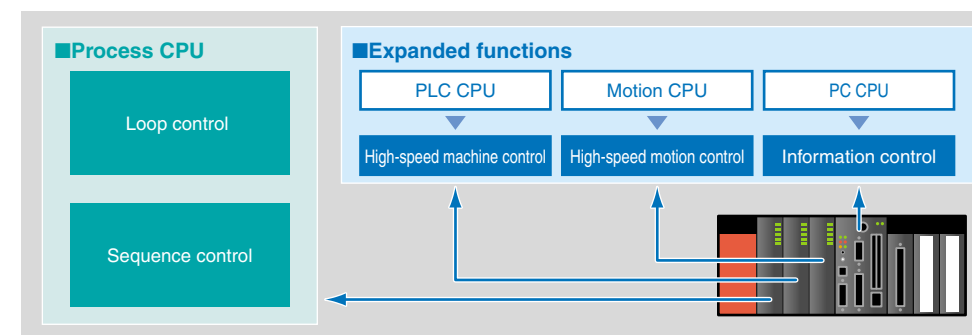 ■Process CPU
Loop control
Sequence control
■Expanded functions
PLC CPU
Motion CPU
PC CPU
High-speed machine control
High-speed motion control
Information control